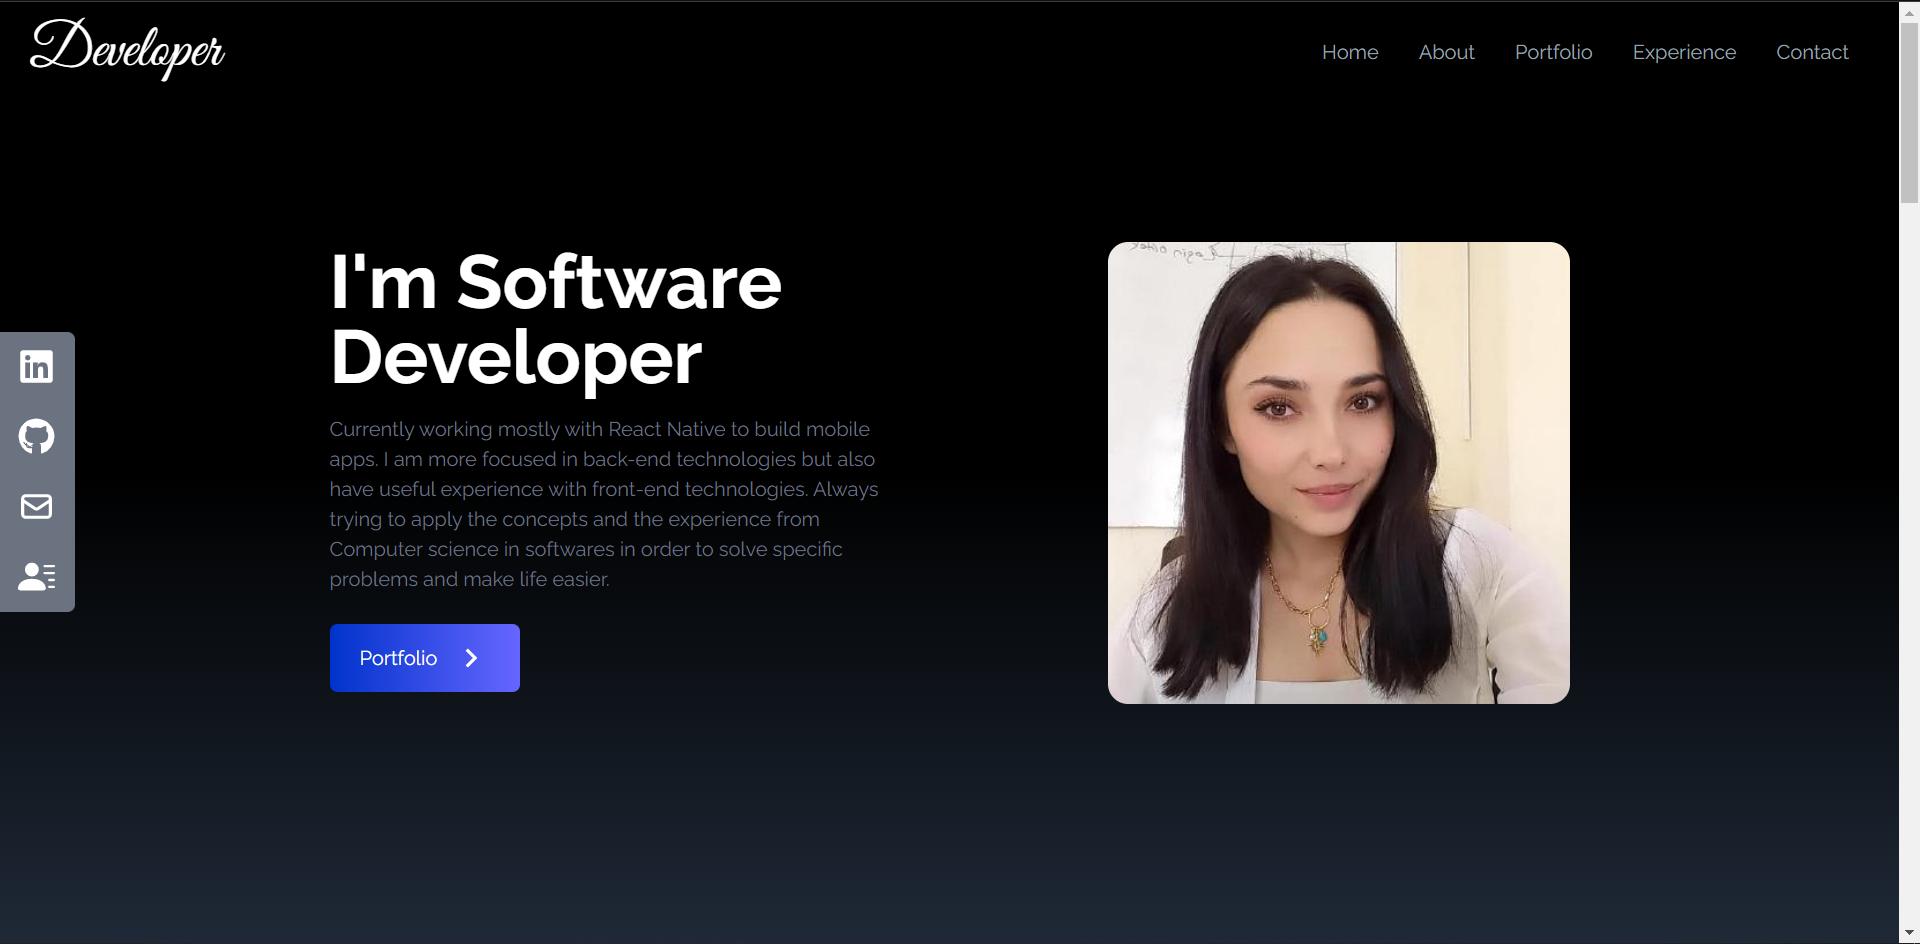 Developer
Home About Portfolio Experience Contact
I'm Software
Developer
Currently working mostly with React Native to build mobile
apps. I am more focused in back-end technologies but also
have useful experience with front-end technologies. Always
trying to apply the concepts and the experience from
Computer science in softwares in order to solve specific
problems and make life easier.
Portfolio
in